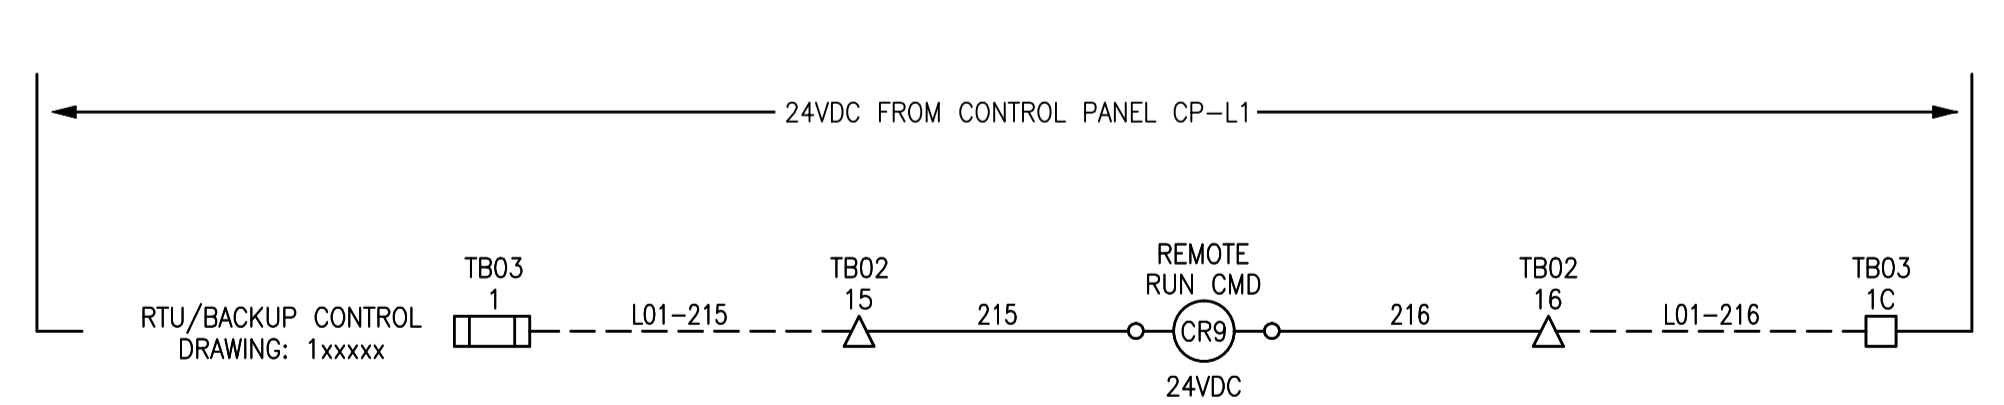 24VDC FROM CONTROL PANEL CP-L1
RTU/BACKUP CONTROL
DRAWING: 1xxxxx
TB03
1
L01-215
TB02
15
215
REMOTE
RUN CMD
CR9
24VDC
216
TB02
16
L01-216
TB03
1C